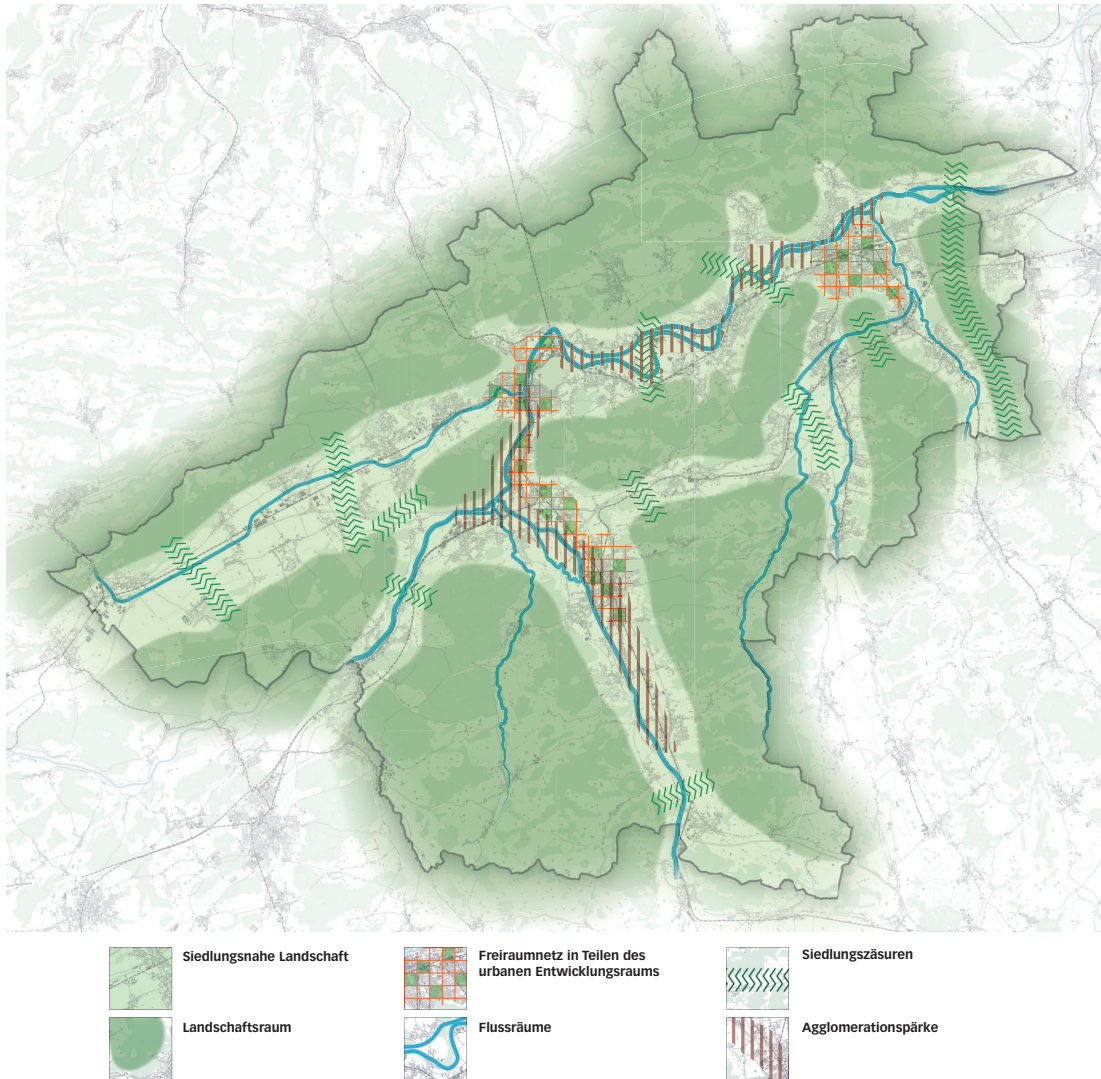 Siedlungsnahe Landschaft
Freiraumnetz in Teilen des
urbanen Entwicklungsraums
Siedlungszäsuren
Landschaftsraum
Flussräume
Agglomerationspärke